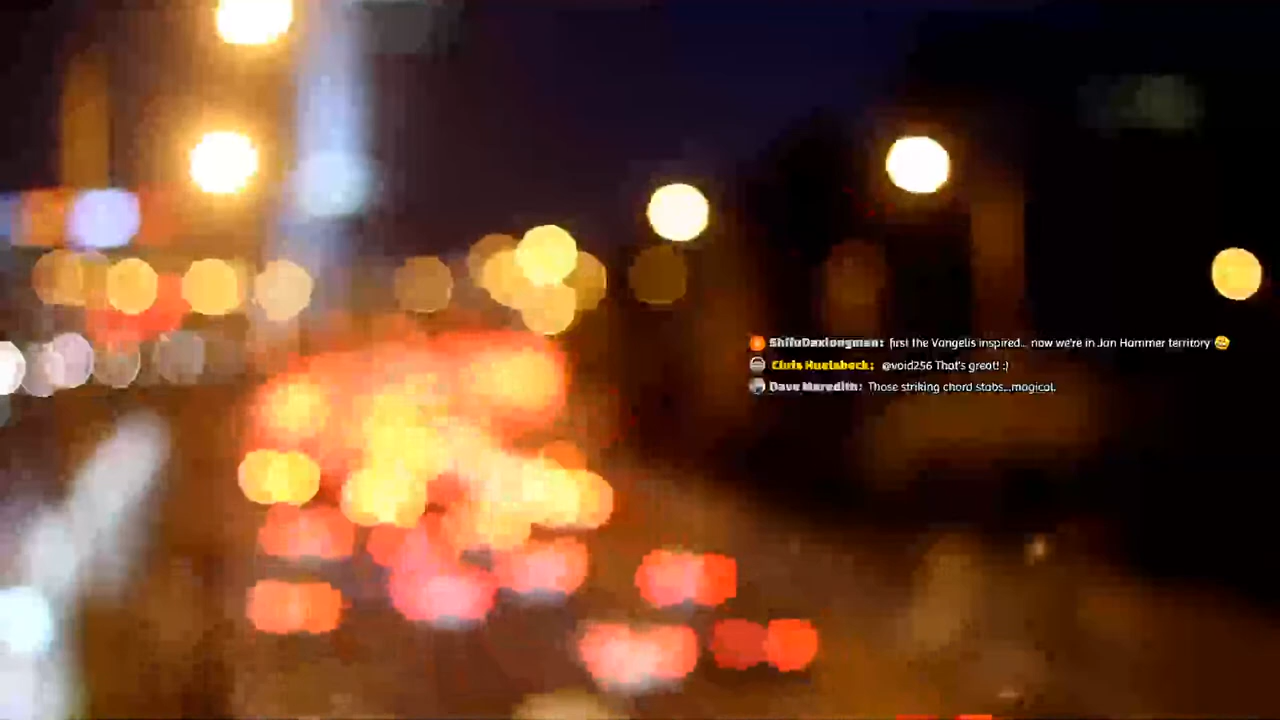 ShifuDaxiongmao: first the Vangelis inspired... now we're in Jan Hammer territory 😄
Chris Huelsbeck: @void256 That's great! :)
Dave Meredith: Those striking chord stabs...magical.